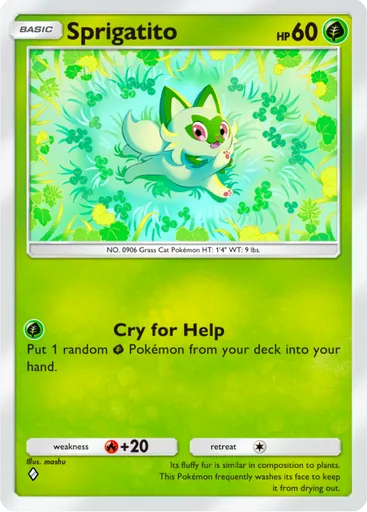 BASIC Sprigatito HP 60
NO. 0906 Grass Cat Pokémon HT: 1'4" WT: 9 lbs.
Cry for Help
Put 1 random Pokémon from your deck into your
hand.
weakness +20 retreat
Illus. mashu
Its fluffy fur is similar in composition to plants.
This Pokémon frequently washes its face to keep
it from drying out.